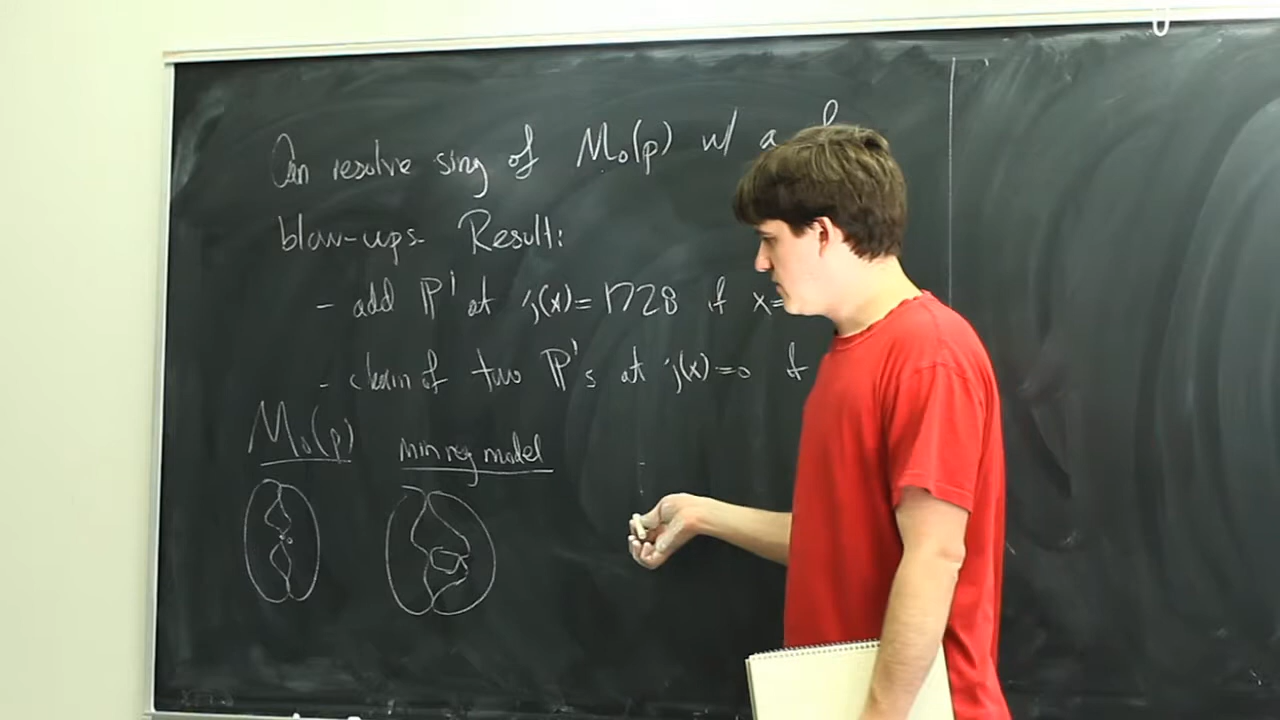 Can resolve sing of M₀(p) w/ a
blow-ups. Result:
- add ℙ¹ at j(x)=1728 if x=
- chain of two ℙ¹'s at j(x)=0 if
M₀(p) min reg model